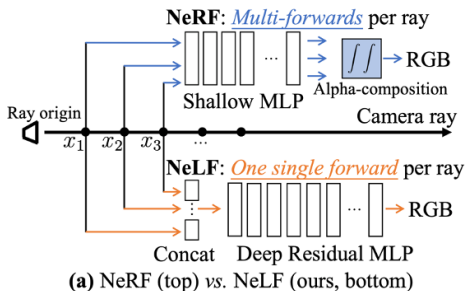 NeRF: Multi-forwards per ray
... RGB
Shallow MLP Alpha-composition
Ray origin Camera ray
x1 x2 x3 ...
NeLF: One single forward per ray
... RGB
Concat Deep Residual MLP
(a) NeRF (top) vs. NeLF (ours, bottom)